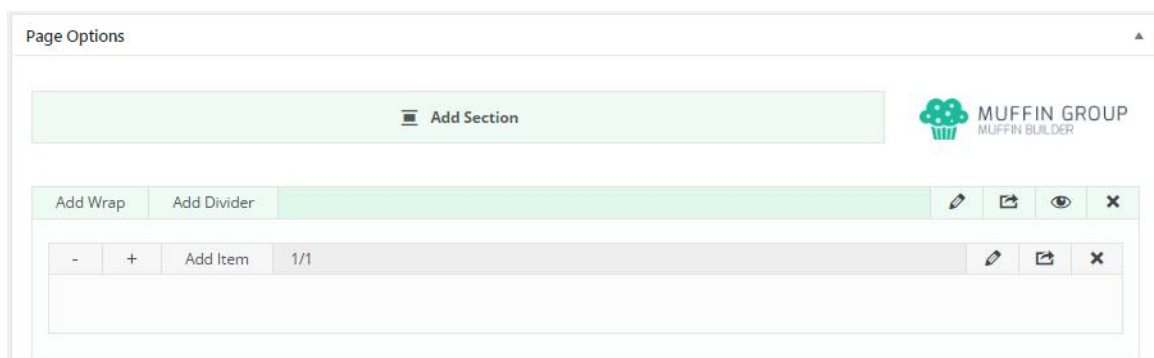 Page Options
Add Section
MUFFIN GROUP
MUFFIN BUILDER
Add Wrap Add Divider
- + Add Item 1/1